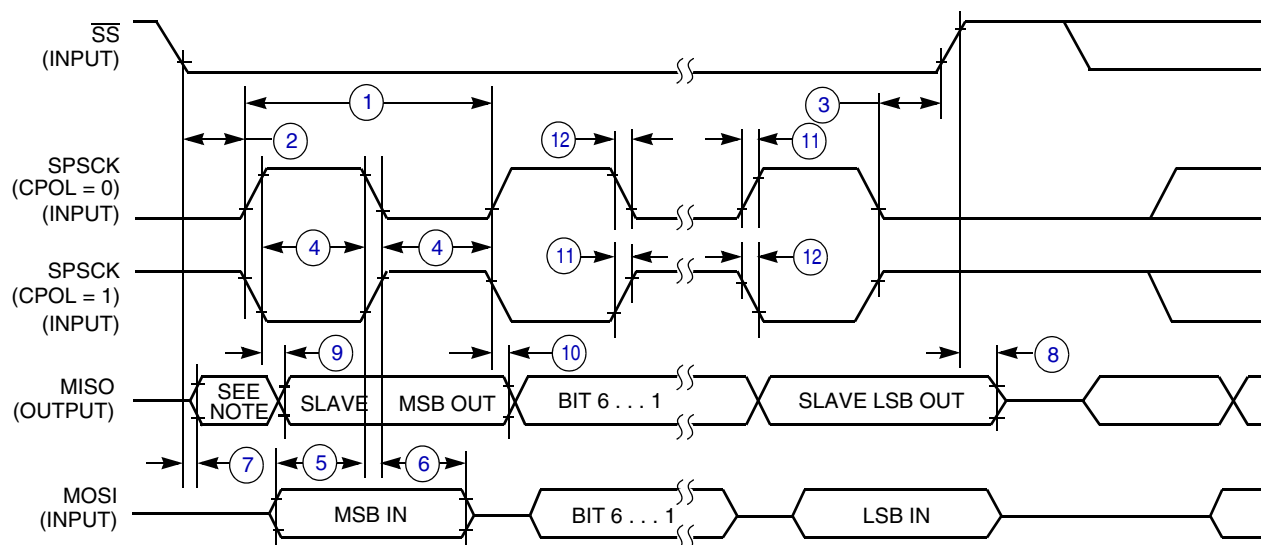 SS
(INPUT)
1
3
2
12
11
SPSCK
(CPOL = 0)
(INPUT)
4
4
11
12
SPSCK
(CPOL = 1)
(INPUT)
9
10
8
MISO
(OUTPUT)
SEE
NOTE
SLAVE
MSB OUT
BIT 6 . . . 1
SLAVE LSB OUT
7
5
6
MOSI
(INPUT)
MSB IN
BIT 6 . . . 1
LSB IN